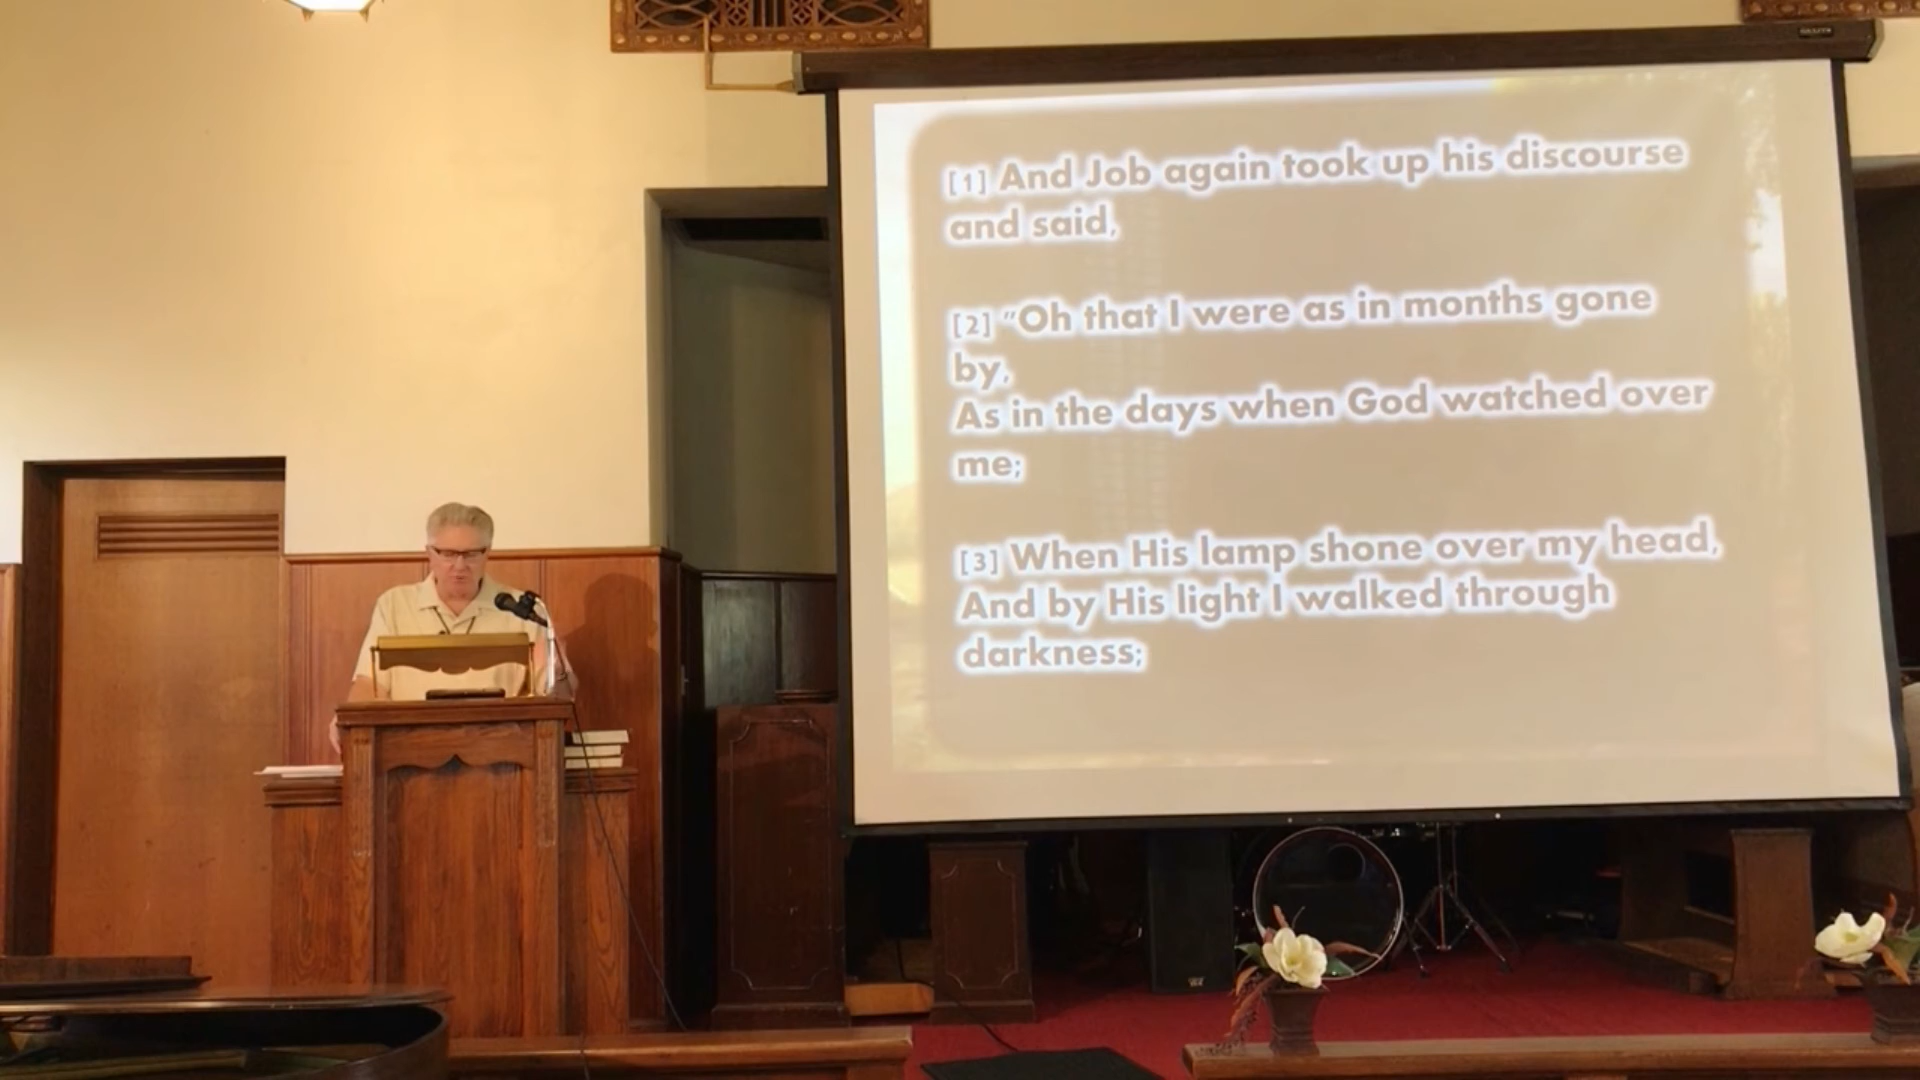 [1] And Job again took up his discourse
and said,
[2] "Oh that I were as in months gone
by,
As in the days when God watched over
me;
[3] When His lamp shone over my head,
And by His light I walked through
darkness;